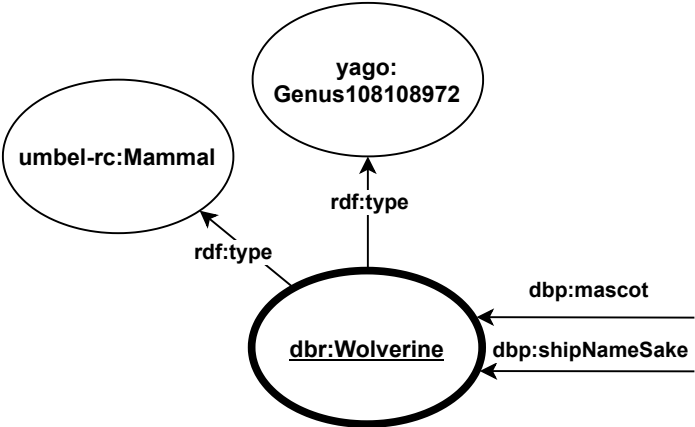 yago:
Genus108108972
umbel-rc:Mammal
rdf:type
rdf:type
dbp:mascot
dbr:Wolverine
dbp:shipNameSake